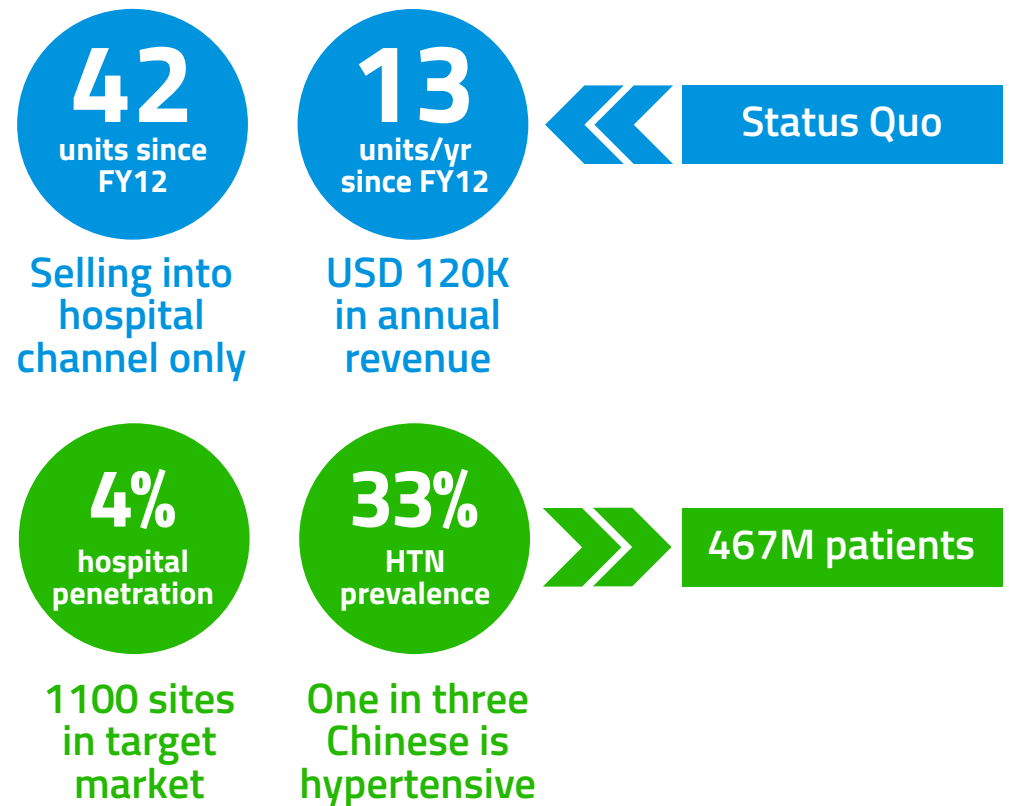 42
units since
FY12
13
units/yr
since FY12
Status Quo
Selling into
hospital
channel only
USD 120K
in annual
revenue
4%
hospital
penetration
33%
HTN
prevalence
467M patients
1100 sites
in target
market
One in three
Chinese is
hypertensive